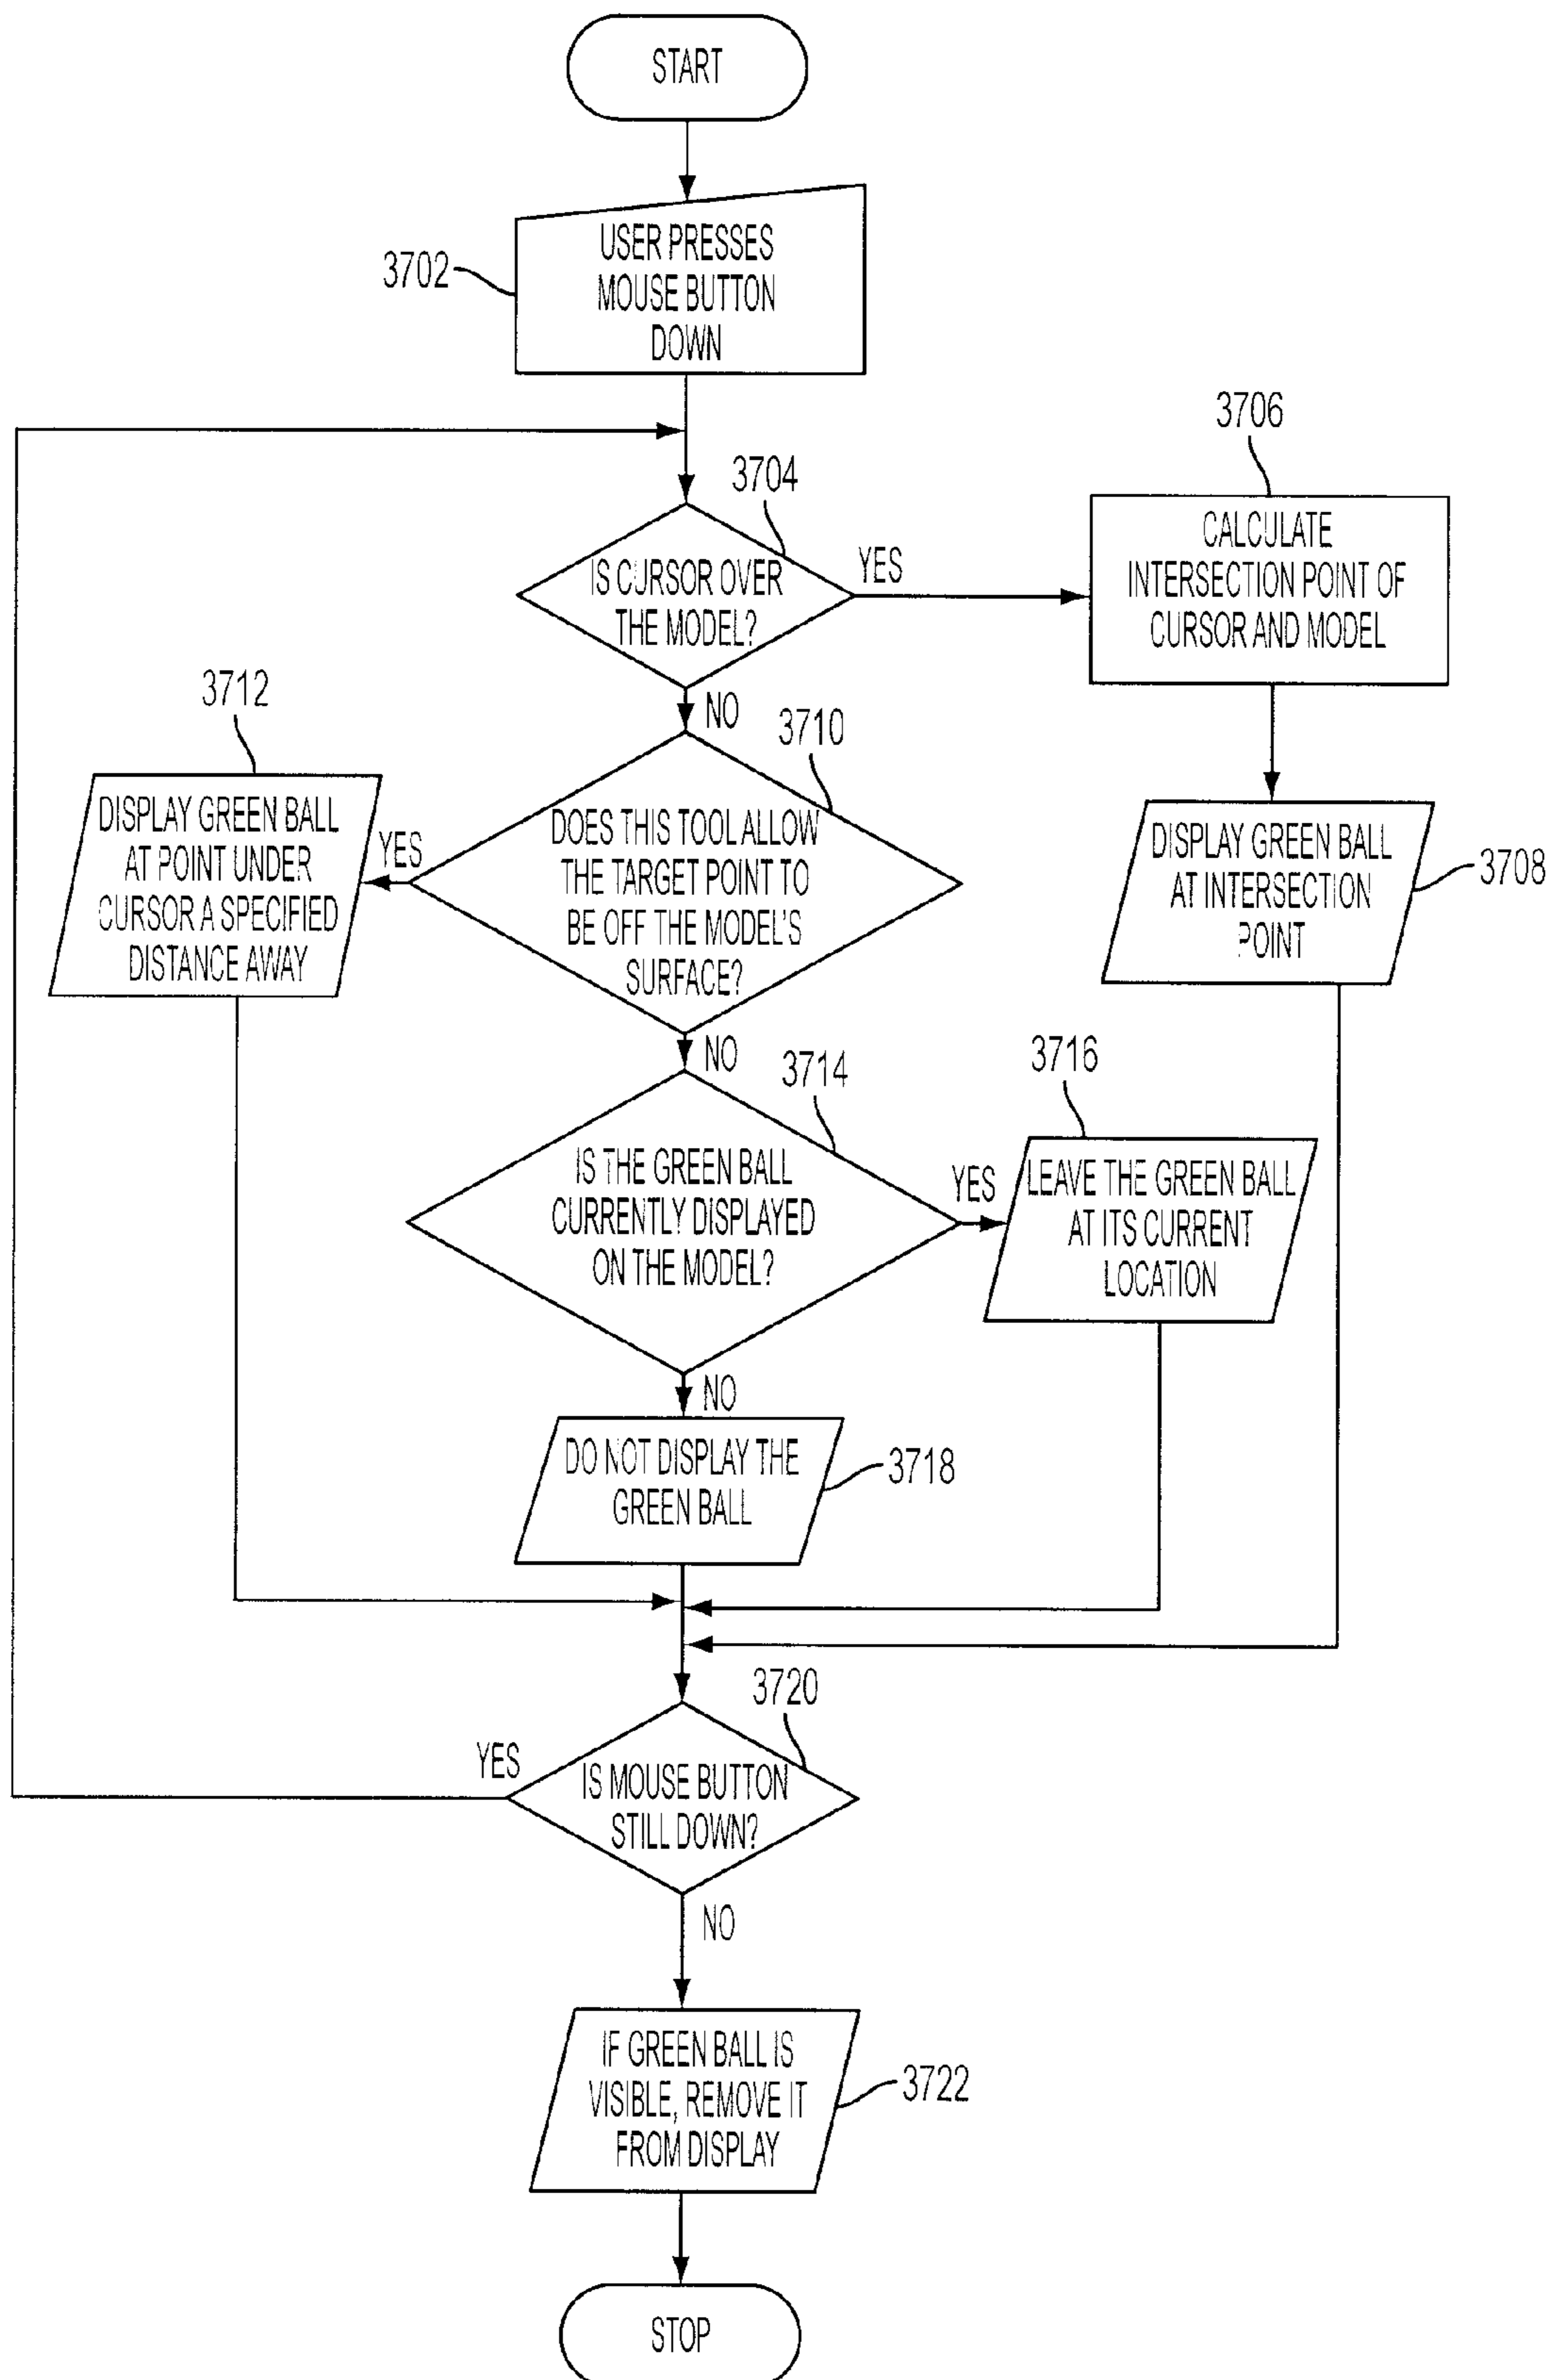 START
3702
USER PRESSES
MOUSE BUTTON
DOWN
3704
IS CURSOR OVER
THE MODEL?
YES
3706
CALCULATE
INTERSECTION POINT OF
CURSOR AND MODEL
NO
3708
DISPLAY GREEN BALL
AT INTERSECTION
POINT
3710
DOES THIS TOOL ALLOW
THE TARGET POINT TO
BE OFF THE MODEL'S
SURFACE?
YES
3712
DISPLAY GREEN BALL
AT POINT UNDER
CURSOR A SPECIFIED
DISTANCE AWAY
NO
3714
IS THE GREEN BALL
CURRENTLY DISPLAYED
ON THE MODEL?
YES
3716
LEAVE THE GREEN BALL
AT ITS CURRENT
LOCATION
NO
DO NOT DISPLAY THE
GREEN BALL
3718
3720
IS MOUSE BUTTON
STILL DOWN?
YES
NO
IF GREEN BALL IS
VISIBLE, REMOVE IT
FROM DISPLAY
3722
STOP